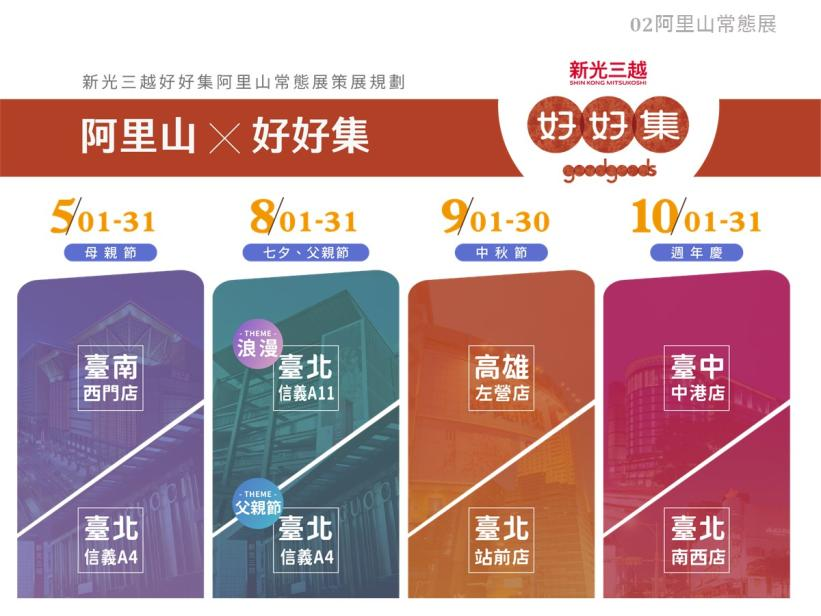 02阿里山常態展
新光三越好好集阿里山常態展策展規劃
新光三越
SHIN KONG MITSUKOSHI
阿里山×好好集
好好集
goodgoods
5/01-31
母親節
8/01-31
七夕、父親節
9/01-30
中秋節
10/01-31
週年慶
臺南
西門店
臺北
信義A4
- THEME -
浪漫
臺北
信義A11
- THEME -
父親節
臺北
信義A4
高雄
左營店
臺北
站前店
臺中
中港店
臺北
南西店